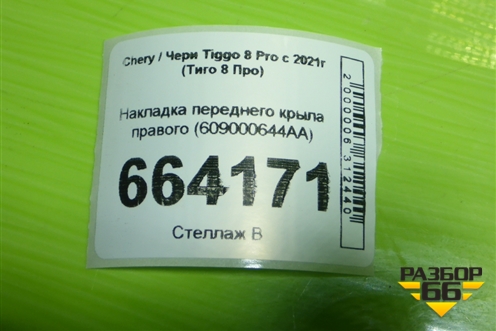 Chery / Чери Tiggo 8 Pro с 2021г
(Тиго 8 Про)
Накладка переднего крыла
правого (609000644AA)
664171
Стеллаж В
2000006312440
РАЗБОР
66